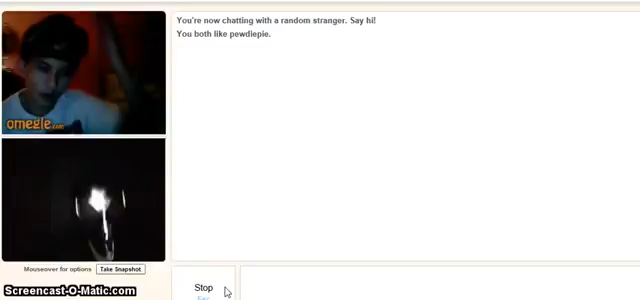 You're now chatting with a random stranger. Say hi!
You both like pewdiepie.
omegle.com
Mouseover for options Take Snapshot
Stop
Esc
Screencast-O-Matic.com